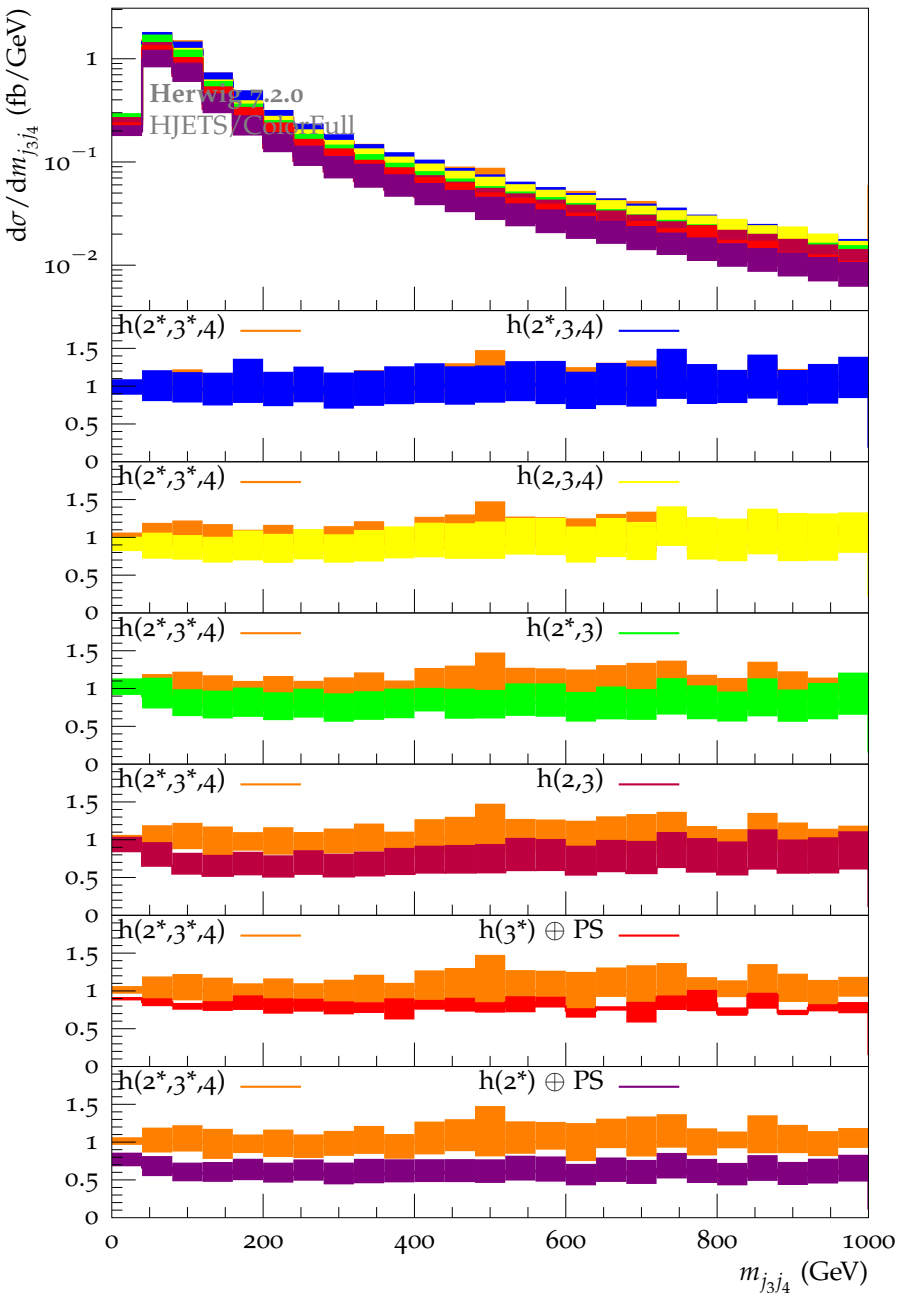 dσ/dm_{j_3j_4} (fb/GeV)
1
10^{−1}
10^{−2}
Herwig 7.2.0
HJETS/ColorFull
h(2*,3*,4) h(2*,3,4)
1.5
1
0.5
0
h(2*,3*,4) h(2,3,4)
1.5
1
0.5
0
h(2*,3*,4) h(2*,3)
1.5
1
0.5
0
h(2*,3*,4) h(2,3)
1.5
1
0.5
0
h(2*,3*,4) h(3*) ⊕ PS
1.5
1
0.5
0
h(2*,3*,4) h(2*) ⊕ PS
1.5
1
0.5
0
0 200 400 600 800 1000
m_{j_3j_4} (GeV)